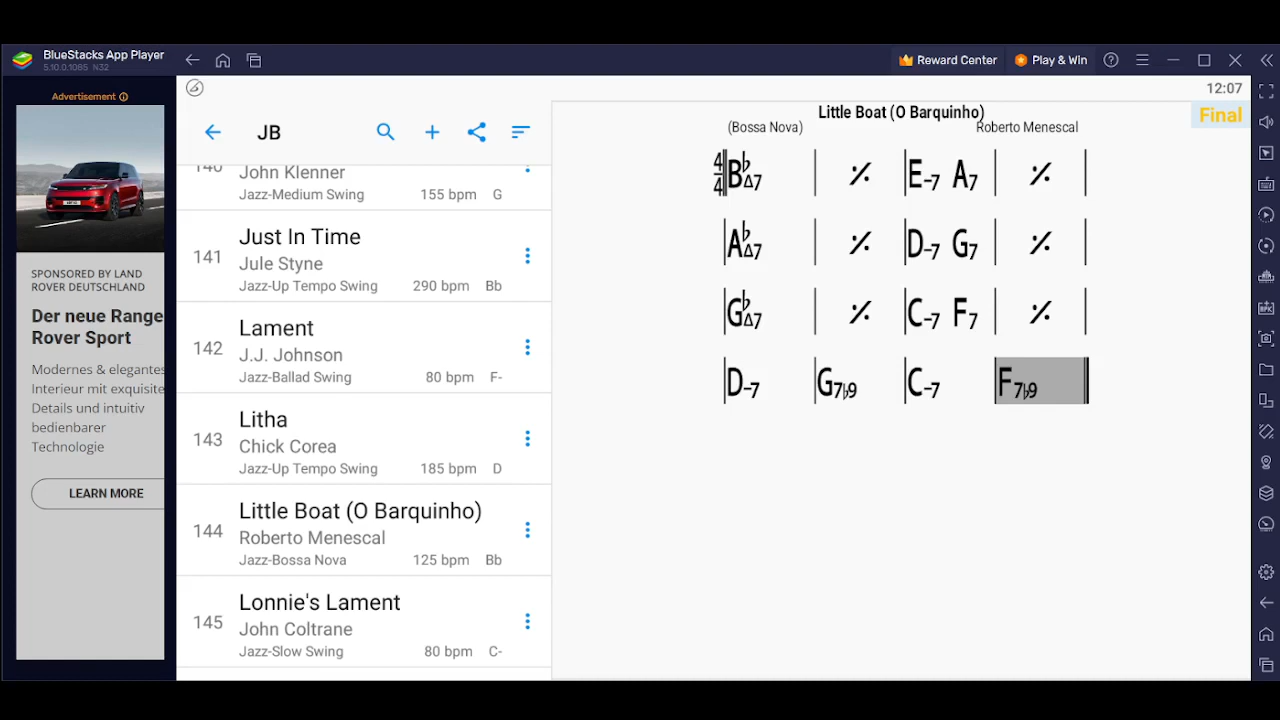 BlueStacks App Player
5.10.0.1085 N32
Reward Center
Play & Win
Advertisement
SPONSORED BY LAND
ROVER DEUTSCHLAND
Der neue Range
Rover Sport
Modernes & elegantes
Interieur mit exquisite
Details und intuitiv
bedienbarer
Technologie
LEARN MORE
12:07
JB
140
John Klenner
Jazz-Medium Swing 155 bpm G
141
Just In Time
Jule Styne
Jazz-Up Tempo Swing 290 bpm Bb
142
Lament
J.J. Johnson
Jazz-Ballad Swing 80 bpm F-
143
Litha
Chick Corea
Jazz-Up Tempo Swing 185 bpm D
144
Little Boat (O Barquinho)
Roberto Menescal
Jazz-Bossa Nova 125 bpm Bb
145
Lonnie's Lament
John Coltrane
Jazz-Slow Swing 80 bpm C-
Little Boat (O Barquinho)
(Bossa Nova) Roberto Menescal
Final
4/4 B♭Δ7 | 𝄎 | E-7 A7 | 𝄎 |
A♭Δ7 | 𝄎 | D-7 G7 | 𝄎 |
G♭Δ7 | 𝄎 | C-7 F7 | 𝄎 |
D-7 | G7♭9 | C-7 | F7♭9